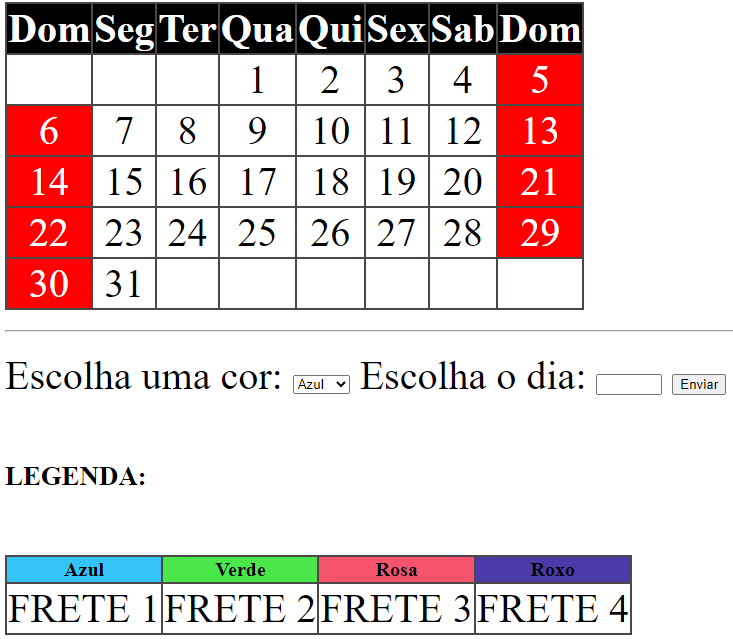 Dom Seg Ter Qua Qui Sex Sab Dom
1 2 3 4 5
6 7 8 9 10 11 12 13
14 15 16 17 18 19 20 21
22 23 24 25 26 27 28 29
30 31
Escolha uma cor: Azul Escolha o dia: Enviar
LEGENDA:
Azul Verde Rosa Roxo
FRETE 1 FRETE 2 FRETE 3 FRETE 4